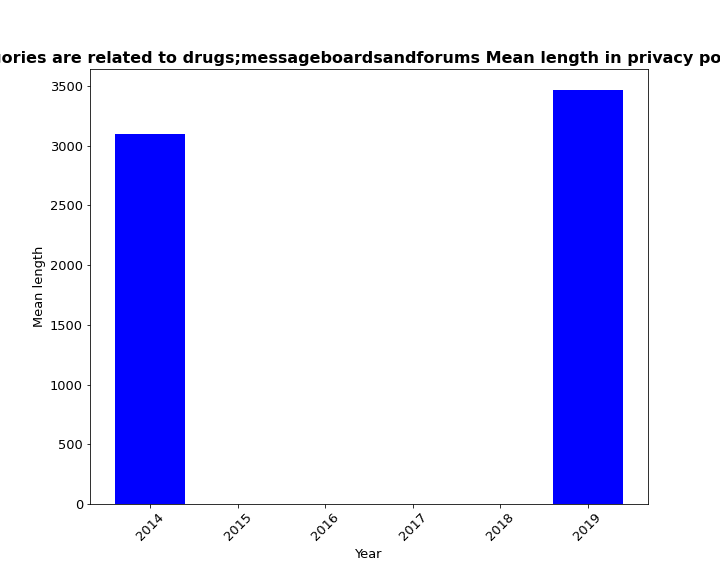 ories are related to drugs;messageboardsandforums Mean length in privacy po
3500
3000
2500
2000
1500
1000
500
0
Mean length
2014 2015 2016 2017 2018 2019
Year